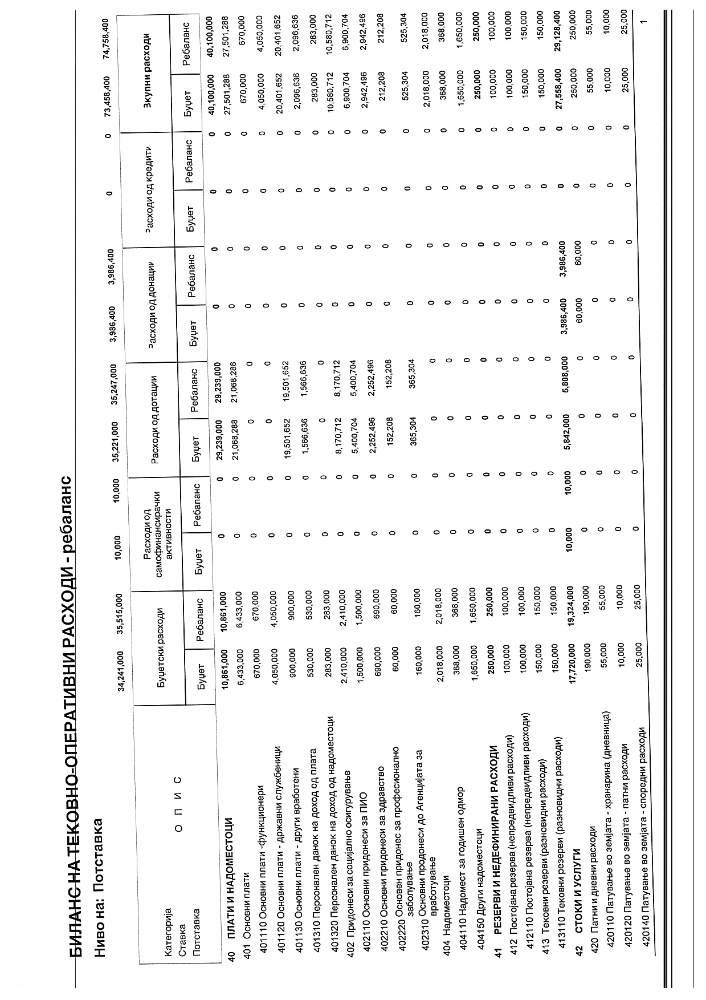 БИЛАНС НА ТЕКОВНО-ОПЕРАТИВНИ РАСХОДИ - ребаланс
Ниво на: Потставка
34,241,000 35,515,000 10,000 10,000 35,221,000 35,247,000 3,986,400 3,986,400 0 0 73,458,400 74,758,400
Категорија
Ставка
Потставка
О П И С
Буџетски расходи
Расходи од
самофинансирачки
активности
Расходи од дотации
Расходи од донации
Расходи од кредити
Вкупни расходи
Буџет Ребаланс Буџет Ребаланс Буџет Ребаланс Буџет Ребаланс Буџет Ребаланс Буџет Ребаланс
40 ПЛАТИ И НАДОМЕСТОЦИ 10,861,000 10,861,000 0 0 29,239,000 29,239,000 0 0 0 0 40,100,000 40,100,000
401 Основни плати 6,433,000 6,433,000 0 0 21,068,288 21,068,288 0 0 0 0 27,501,288 27,501,288
401110 Основни плати -функционери 670,000 670,000 0 0 0 0 0 0 0 0 670,000 670,000
401120 Основни плати - државни службеници 4,050,000 4,050,000 0 0 0 0 0 0 0 0 4,050,000 4,050,000
401130 Основни плати - други вработени 900,000 900,000 0 0 19,501,652 19,501,652 0 0 0 0 20,401,652 20,401,652
401310 Персонален данок на доход од плата 530,000 530,000 0 0 1,566,636 1,566,636 0 0 0 0 2,096,636 2,096,636
401320 Персонален данок на доход од надоместоци 283,000 283,000 0 0 0 0 0 0 0 0 283,000 283,000
402 Придонеси за социјално осигурување 2,410,000 2,410,000 0 0 8,170,712 8,170,712 0 0 0 0 10,580,712 10,580,712
402110 Основни придонеси за ПИО 1,500,000 1,500,000 0 0 5,400,704 5,400,704 0 0 0 0 6,900,704 6,900,704
402210 Основни придонеси за здравство 690,000 690,000 0 0 2,252,496 2,252,496 0 0 0 0 2,942,496 2,942,496
402220 Основен придонес за професионално 60,000 60,000 0 0 152,208 152,208 0 0 0 0 212,208 212,208
заболување
402310 Основни продонеси до Агенцијата за 160,000 160,000 0 0 365,304 365,304 0 0 0 0 525,304 525,304
вработување
404 Надоместоци 2,018,000 2,018,000 0 0 0 0 0 0 0 0 2,018,000 2,018,000
404110 Надомест за годишен одмор 368,000 368,000 0 0 0 0 0 0 0 0 368,000 368,000
404150 Други надоместоци 1,650,000 1,650,000 0 0 0 0 0 0 0 0 1,650,000 1,650,000
41 РЕЗЕРВИ И НЕДЕФИНИРАНИ РАСХОДИ 250,000 250,000 0 0 0 0 0 0 0 0 250,000 250,000
412 Постојана резерва (непредвидливи расходи) 100,000 100,000 0 0 0 0 0 0 0 0 100,000 100,000
412110 Постојана резерва (непредвидливи расходи) 100,000 100,000 0 0 0 0 0 0 0 0 100,000 100,000
413 Тековни резерви (разновидни расходи) 150,000 150,000 0 0 0 0 0 0 0 0 150,000 150,000
413110 Тековни резерви (разновидни расходи) 150,000 150,000 0 0 0 0 0 0 0 0 150,000 150,000
42 СТОКИ И УСЛУГИ 17,720,000 19,324,000 10,000 10,000 5,842,000 5,808,000 3,986,400 3,986,400 0 0 27,558,400 29,128,400
420 Патни и дневни расходи 190,000 190,000 0 0 0 0 60,000 60,000 0 0 250,000 250,000
420110 Патување во земјата - хранарина (дневница) 55,000 55,000 0 0 0 0 0 0 0 0 55,000 55,000
420120 Патување во земјата - патни расходи 10,000 10,000 0 0 0 0 0 0 0 0 10,000 10,000
420140 Патување во земјата - споредни расходи 25,000 25,000 0 0 0 0 0 0 0 0 25,000 25,000
1